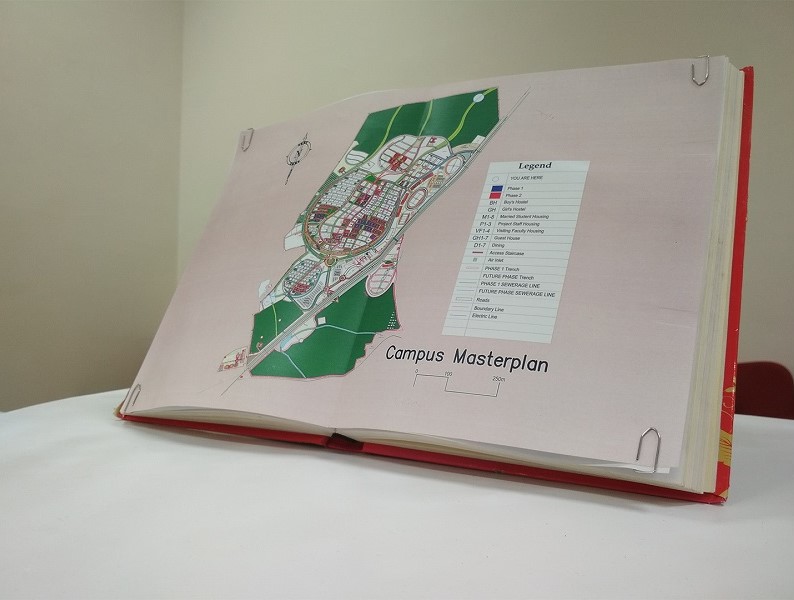 N
Legend
YOU ARE HERE
Phase 1
Phase 2
BH Boy's Hostel
GH Girl's Hostel
M1-6 Married Student Housing
P1-3 Project Staff Housing
VF1-4 Visiting Faculty Housing
GH1-7 Guest House
D1-7 Dining
Access Staircase
Air Inlet
PHASE 1 Trench
FUTURE PHASE Trench
PHASE 1 SEWERAGE LINE
FUTURE PHASE SEWERAGE LINE
Roads
Boundary Line
Electric Line
Campus Masterplan
0 100 250m